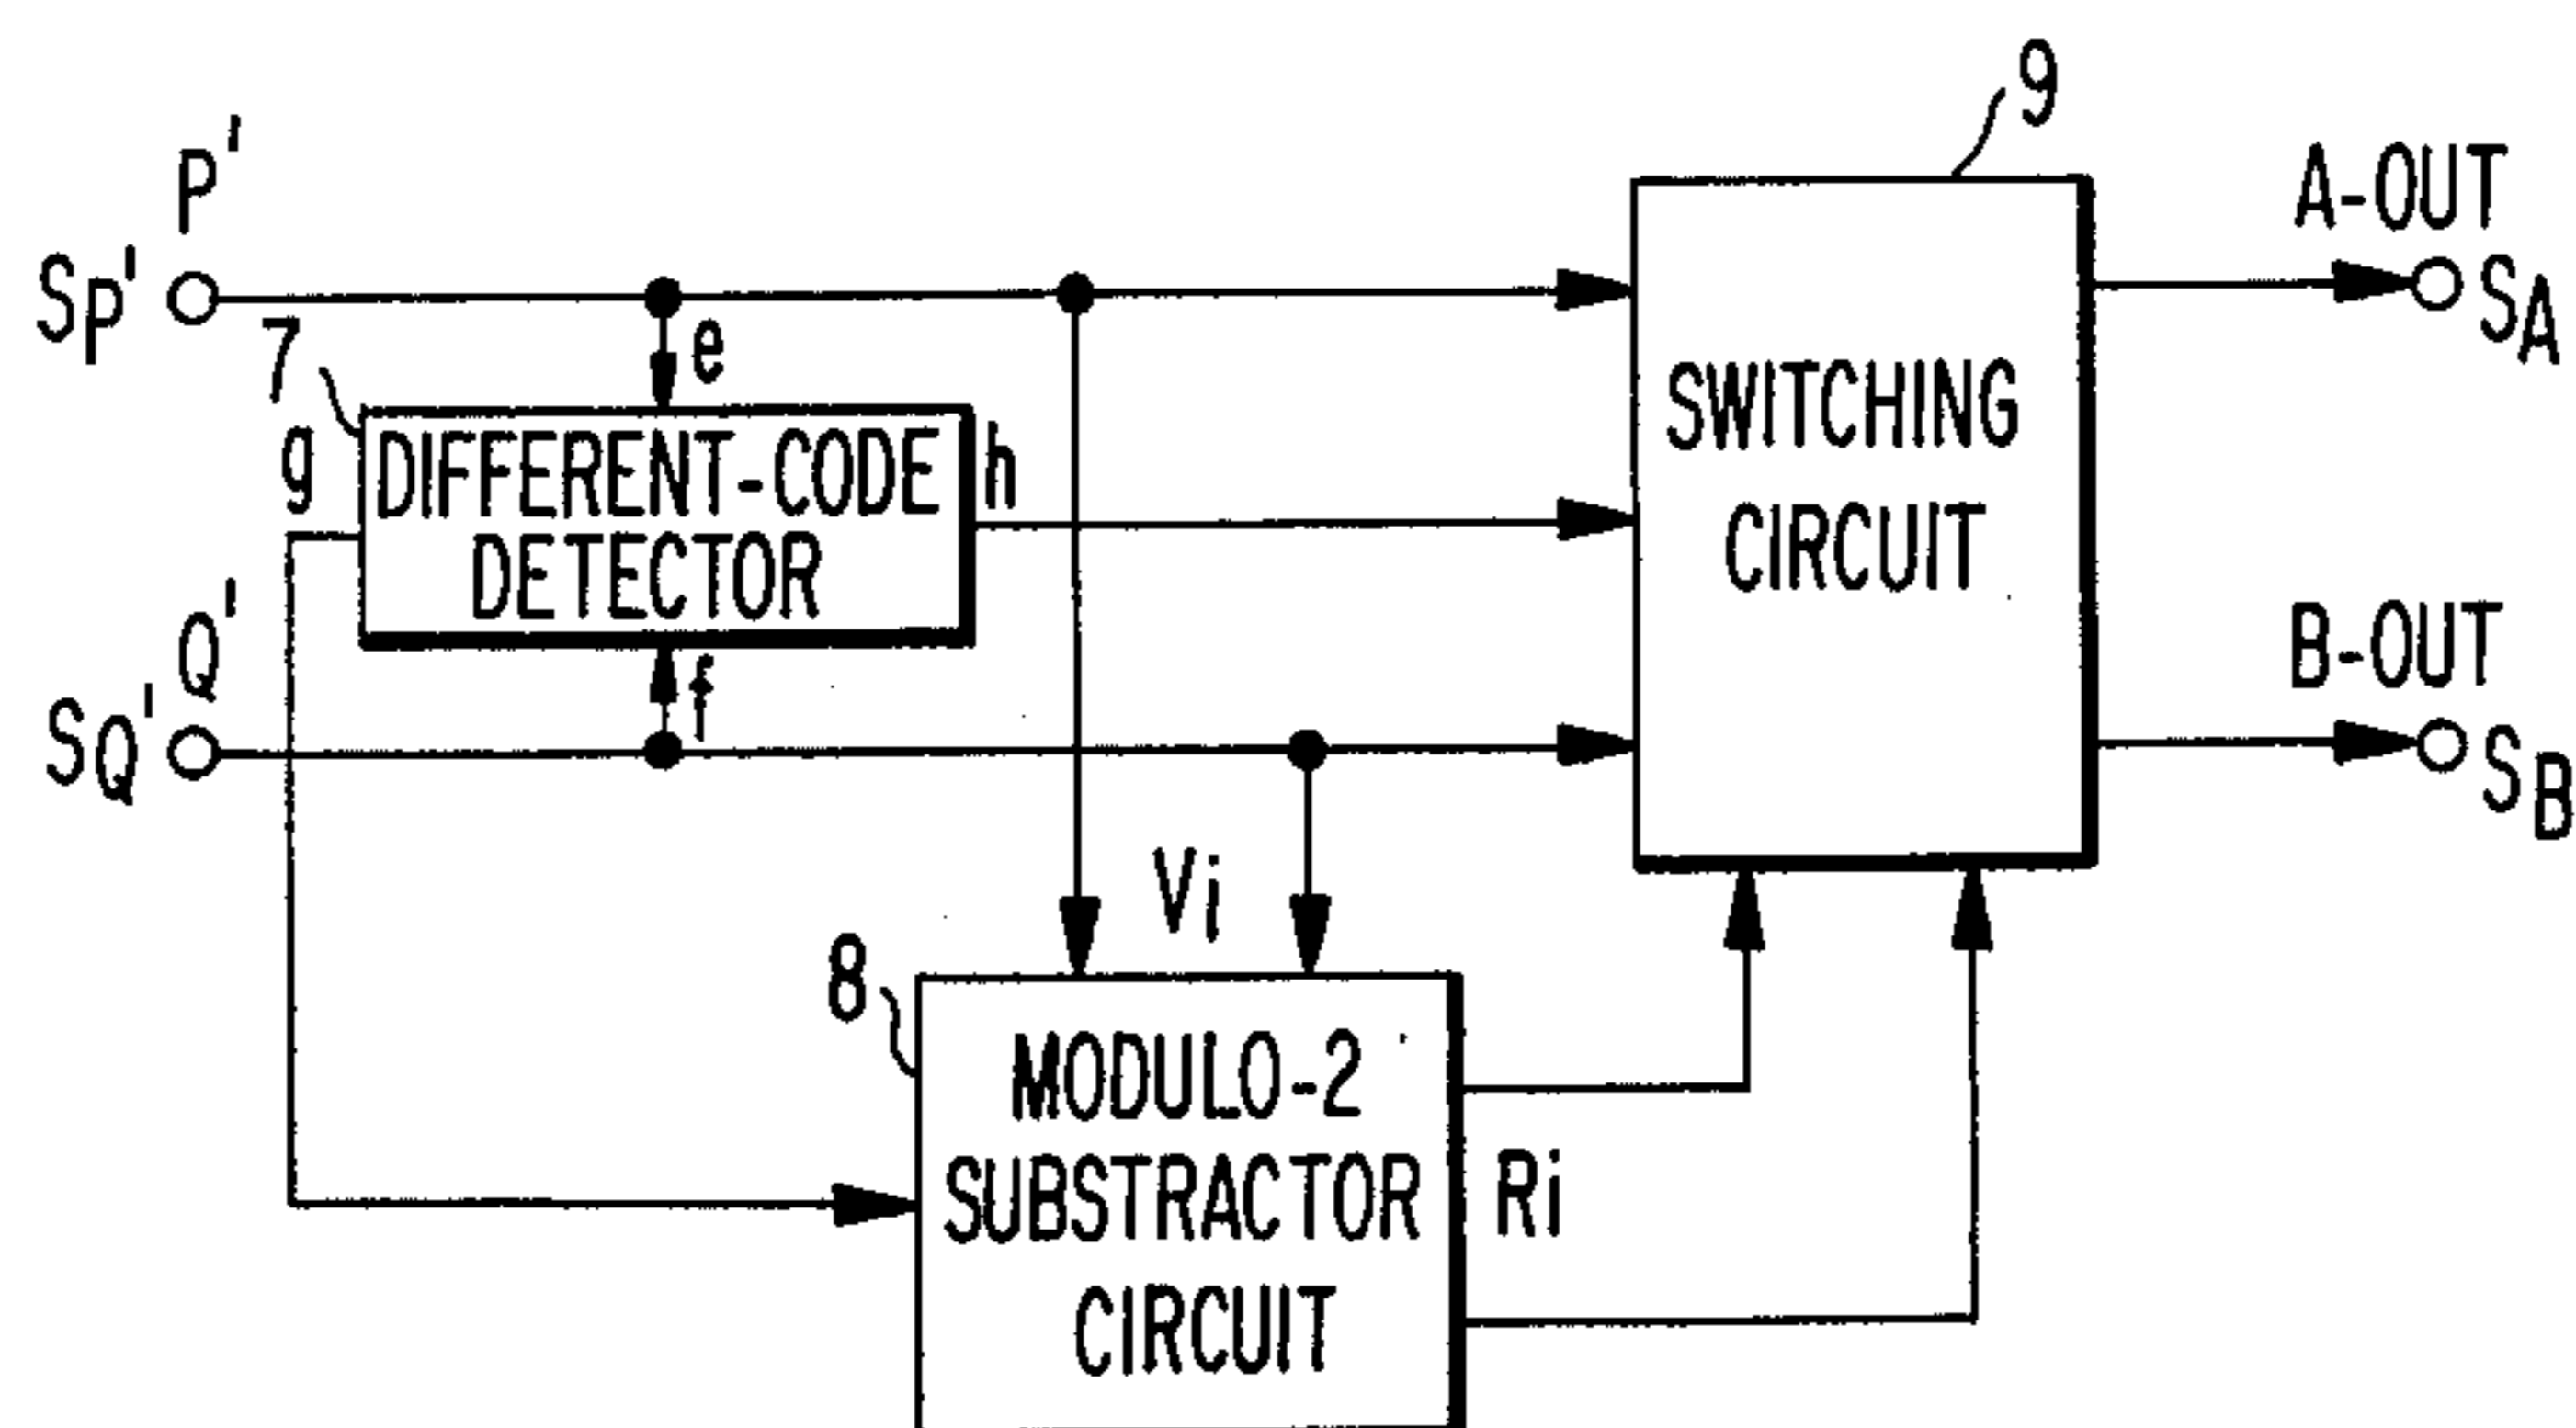 9
P'
A-OUT
SP'
SA
7
e
g
DIFFERENT-CODE
DETECTOR
h
SWITCHING
CIRCUIT
Q'
f
B-OUT
SQ'
SB
Vi
8
MODULO-2
SUBSTRACTOR
CIRCUIT
Ri